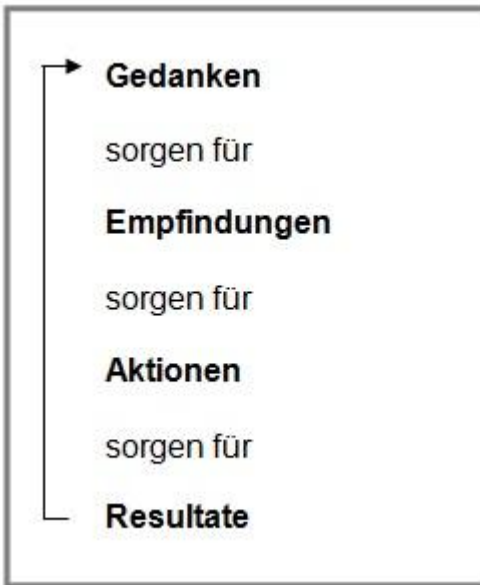 Gedanken
sorgen für
Empfindungen
sorgen für
Aktionen
sorgen für
Resultate